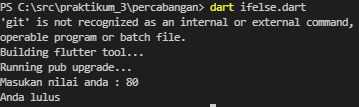 PS C:\src\praktikum_3\percabangan> dart ifelse.dart
'git' is not recognized as an internal or external command,
operable program or batch file.
Building flutter tool...
Running pub upgrade...
Masukan nilai anda : 80
Anda lulus